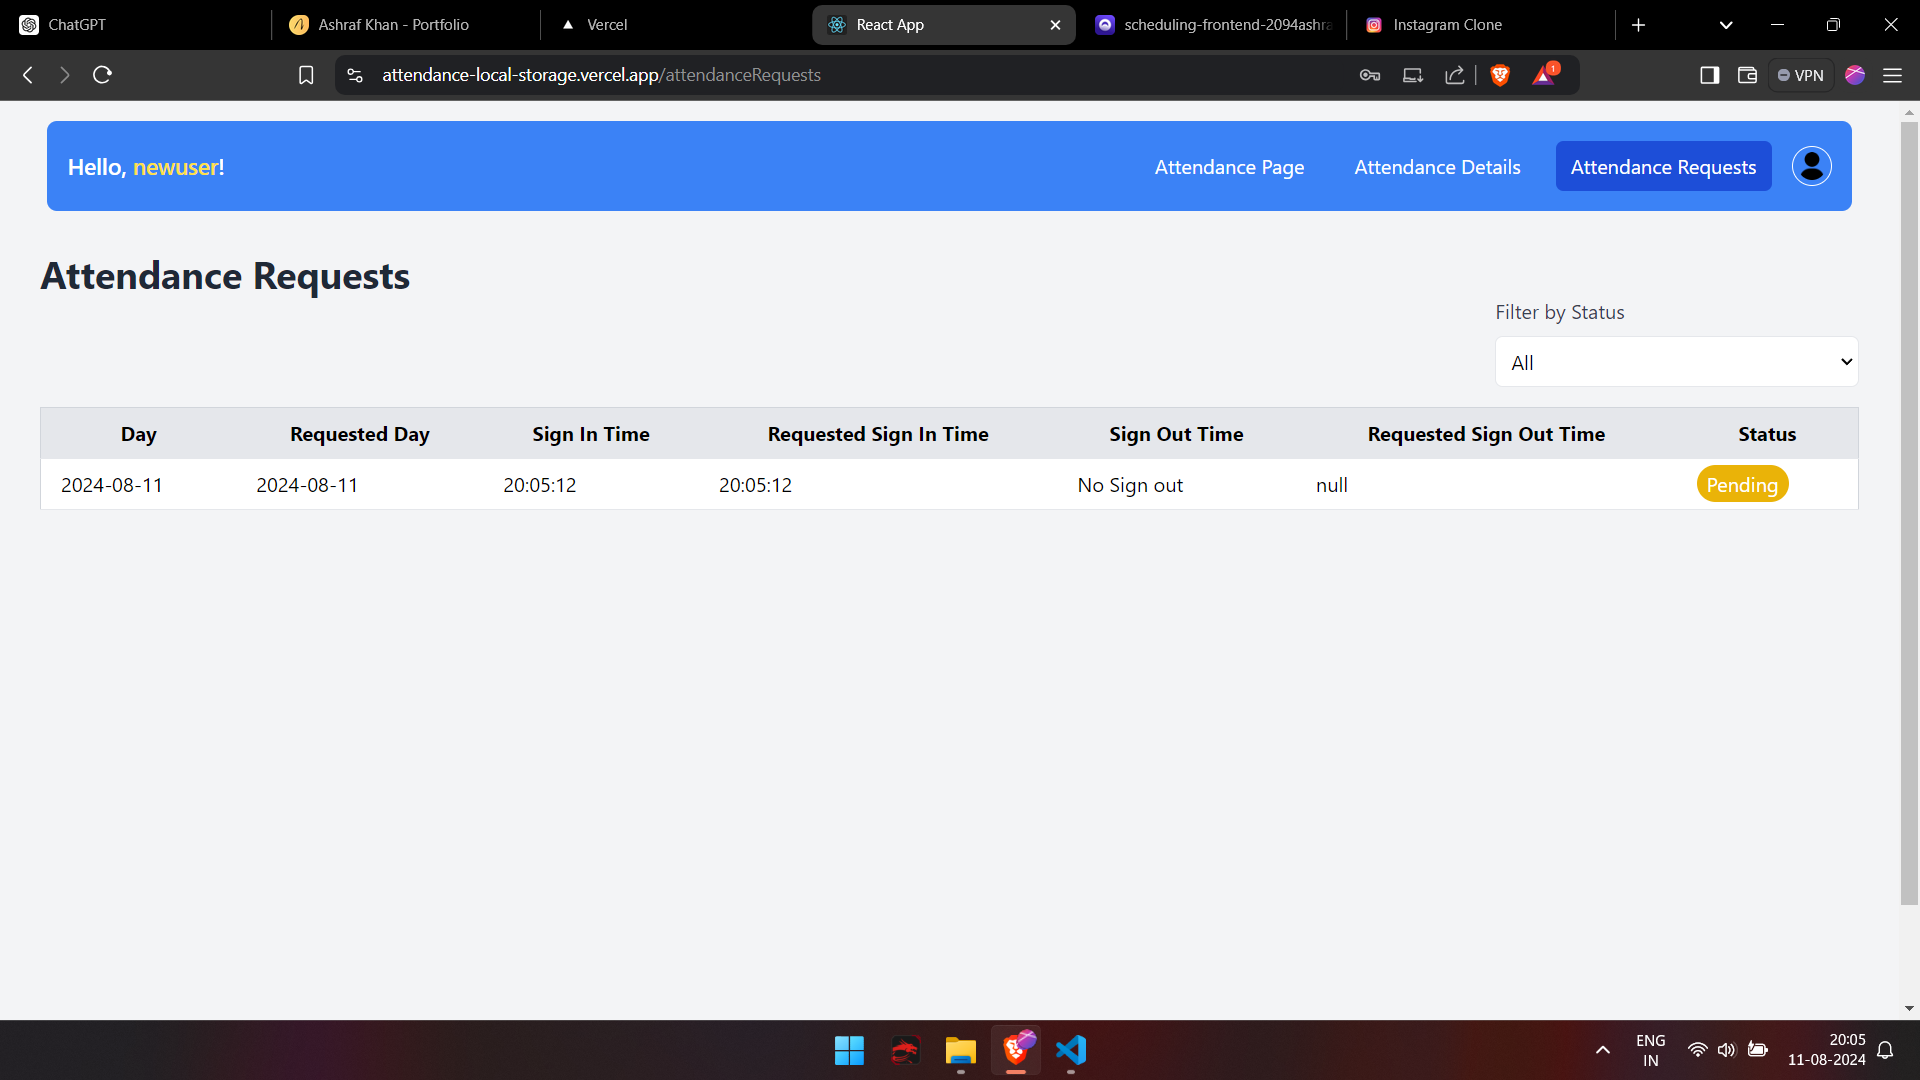 ChatGPT
Ashraf Khan - Portfolio
Vercel
React App
scheduling-frontend-2094ashra
Instagram Clone
attendance-local-storage.vercel.app/attendanceRequests
1
VPN
Hello, newuser!
Attendance Page
Attendance Details
Attendance Requests
Attendance Requests
Filter by Status
All
Day Requested Day Sign In Time Requested Sign In Time Sign Out Time Requested Sign Out Time Status
2024-08-11 2024-08-11 20:05:12 20:05:12 No Sign out null Pending
ENG
IN
20:05
11-08-2024